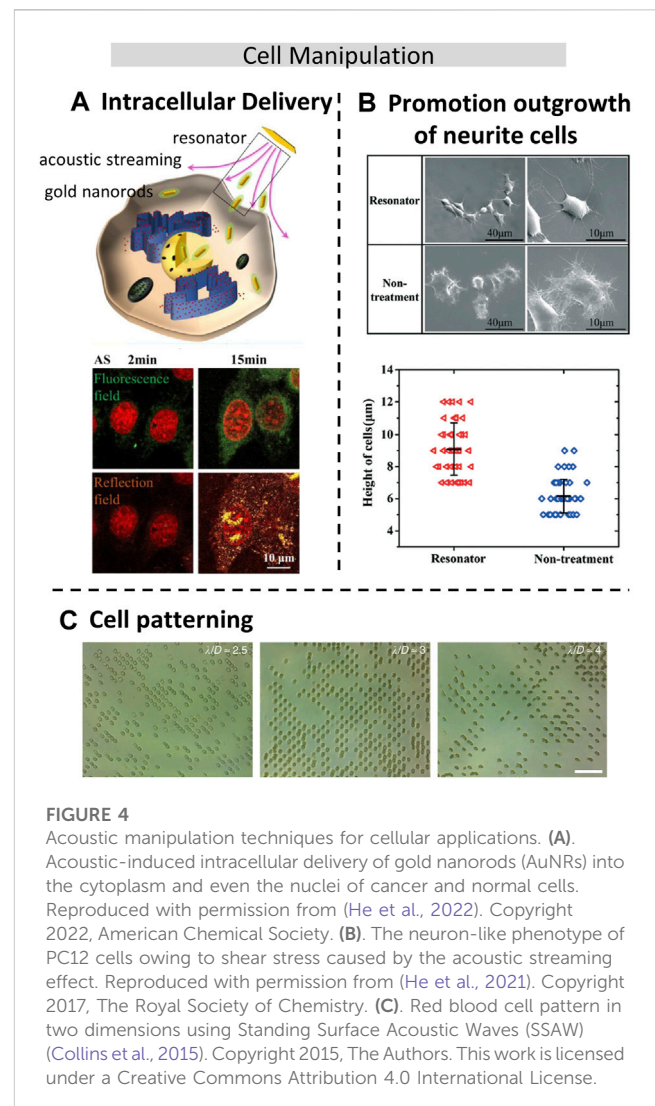 Cell Manipulation
A Intracellular Delivery
resonator
acoustic streaming
gold nanorods
AS 2min 15min
Fluorescence
field
Reflection
field
10 μm
B Promotion outgrowth
of neurite cells
Resonator
40μm 10μm
Non-
treatment
40μm 10μm
Height of cells(μm)
14
12
10
8
6
4
Resonator Non-treatment
C Cell patterning
λ/D ≈ 2.5 λ/D ≈ 3 λ/D ≈ 4
FIGURE 4
Acoustic manipulation techniques for cellular applications. (A).
Acoustic-induced intracellular delivery of gold nanorods (AuNRs) into
the cytoplasm and even the nuclei of cancer and normal cells.
Reproduced with permission from (He et al., 2022). Copyright
2022, American Chemical Society. (B). The neuron-like phenotype of
PC12 cells owing to shear stress caused by the acoustic streaming
effect. Reproduced with permission from (He et al., 2021). Copyright
2017, The Royal Society of Chemistry. (C). Red blood cell pattern in
two dimensions using Standing Surface Acoustic Waves (SSAW)
(Collins et al., 2015). Copyright 2015, The Authors. This work is licensed
under a Creative Commons Attribution 4.0 International License.